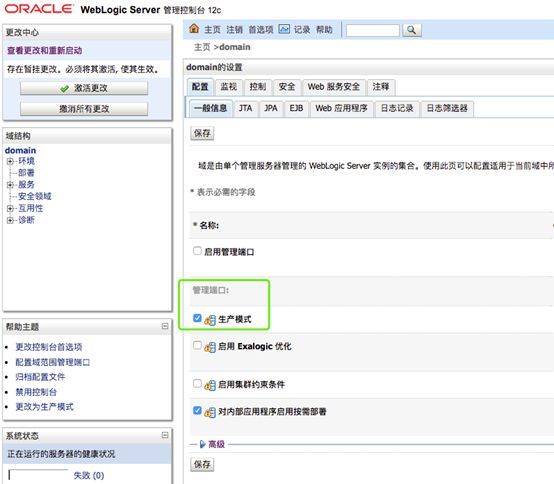 ORACLE WebLogic Server 管理控制台 12c
更改中心
查看更改和重新启动
存在暂挂更改。必须将其激活, 使其生效。
激活更改
撤消所有更改
域结构
domain
环境
部署
服务
安全领域
互用性
诊断
帮助主题
更改控制台首选项
配置域范围管理端口
归档配置文件
禁用控制台
更改为生产模式
系统状态
正在运行的服务器的健康状况
失败 (0)
主页 注销 首选项 记录 帮助
主页 >domain
domain的设置
配置 监视 控制 安全 Web 服务安全 注释
一般信息 JTA JPA EJB Web 应用程序 日志记录 日志筛选器
保存
域是由单个管理服务器管理的 WebLogic Server 实例的集合。使用此页可以配置适用于当前域中所
* 表示必需的字段
* 名称:
启用管理端口
管理端口:
生产模式
启用 Exalogic 优化
启用集群约束条件
对内部应用程序启用按需部署
高级
保存